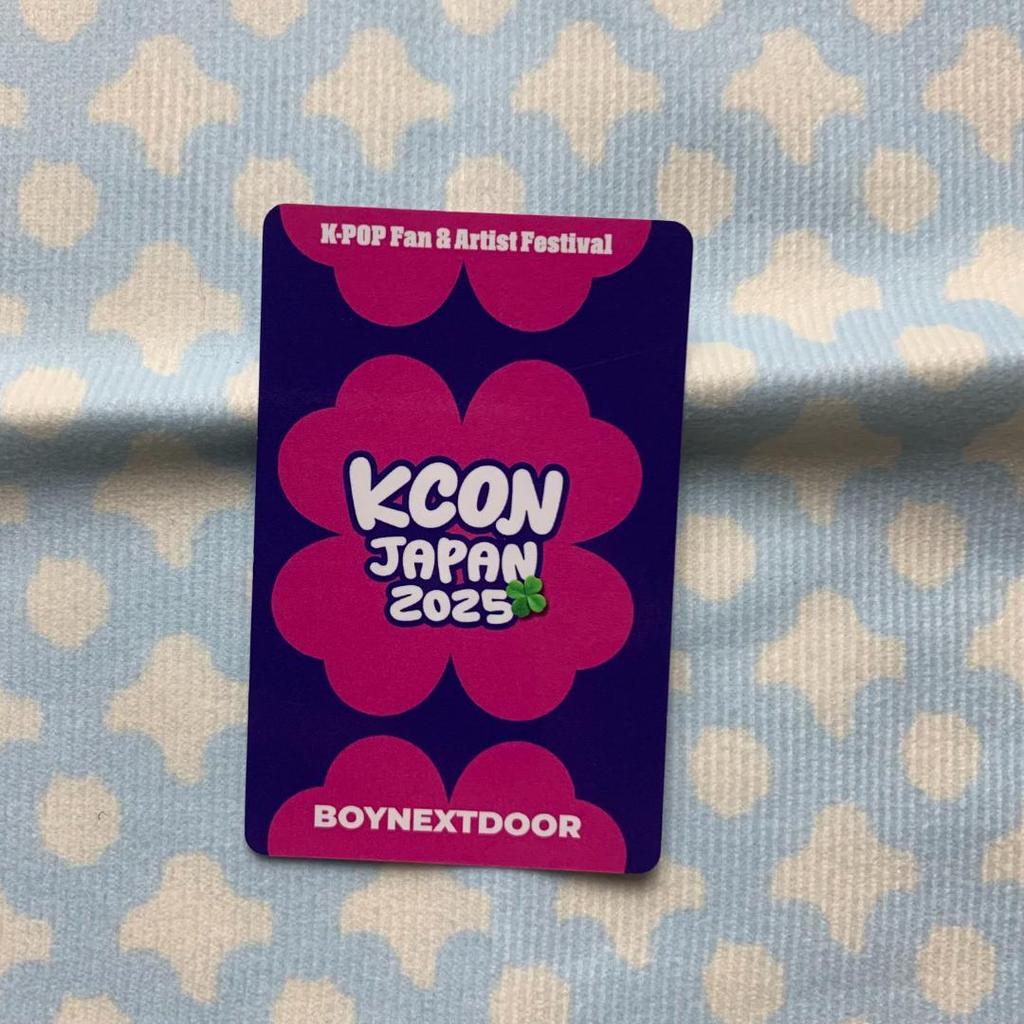 K-POP Fan & Artist Festival
KCON
JAPAN
2025
BOYNEXTDOOR